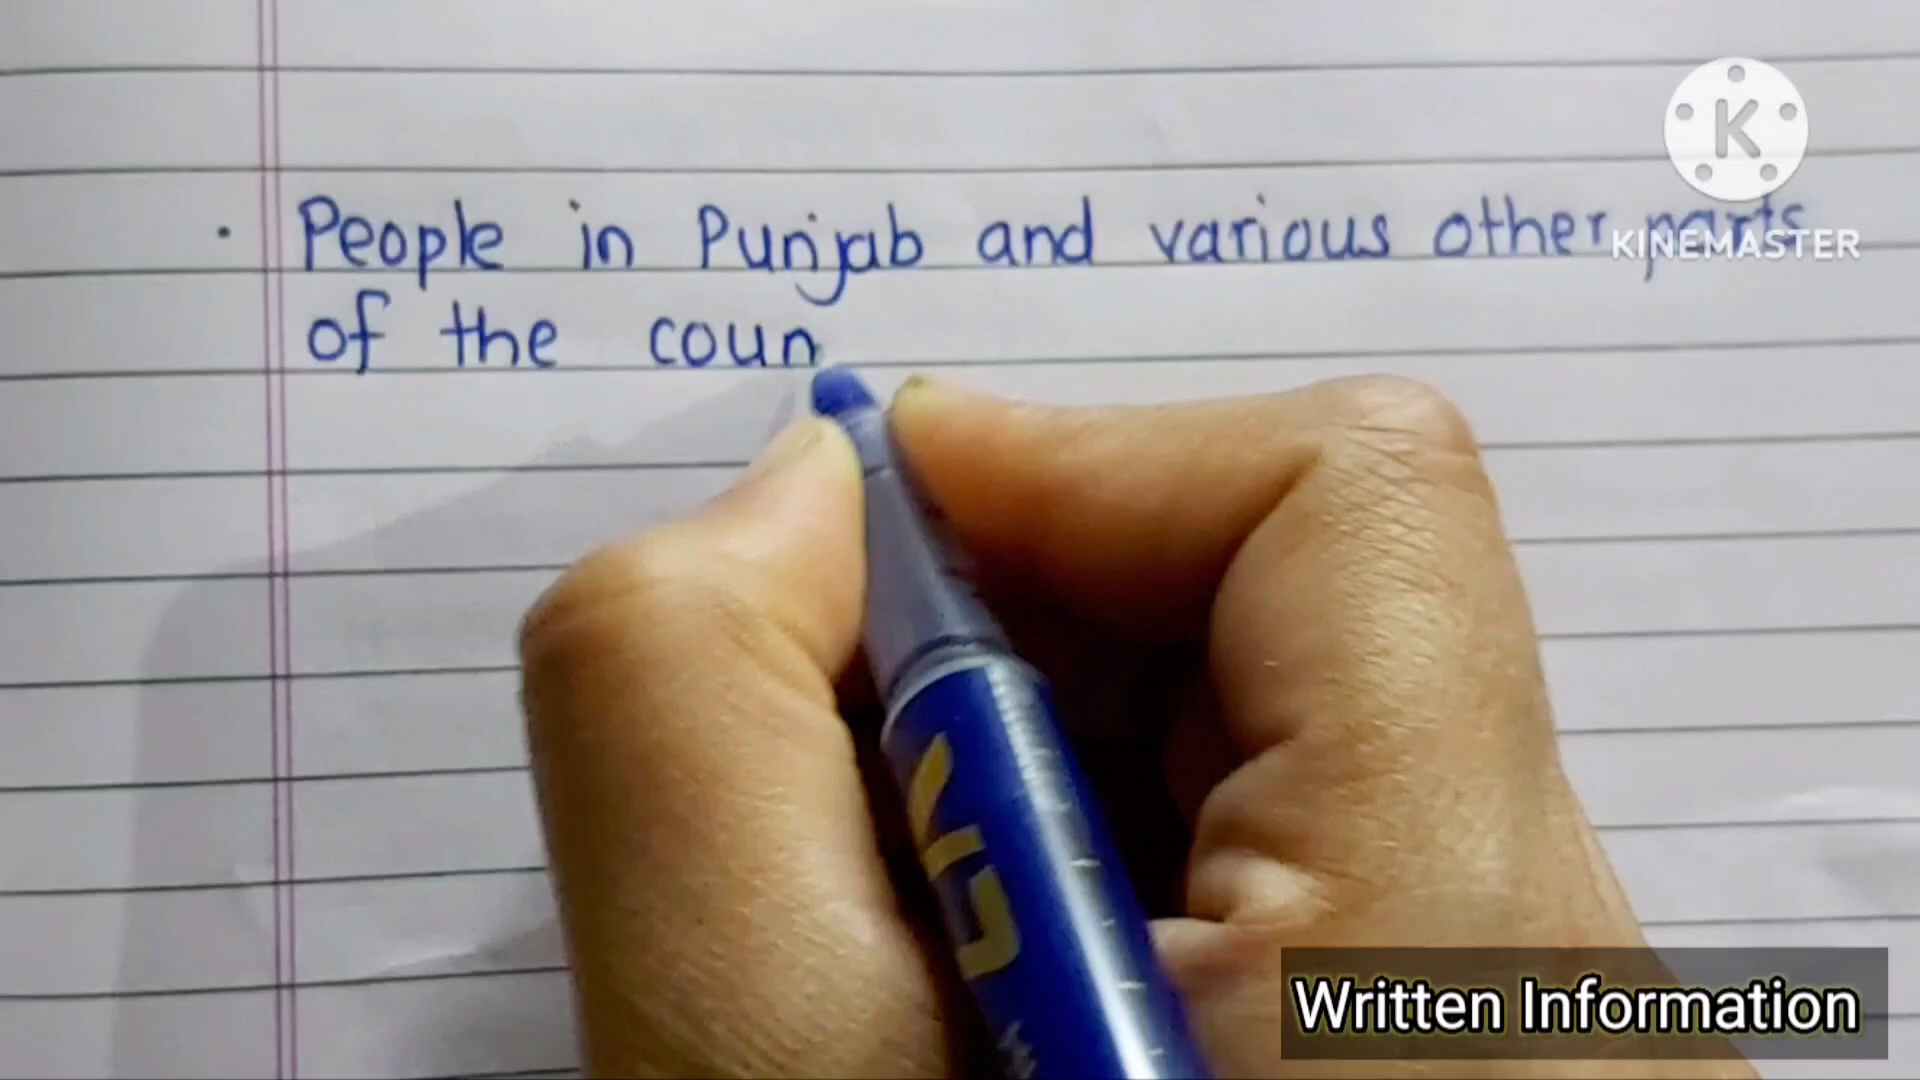 K
KINEMASTER
. People in Punjab and various other parts
of the coun
Written Information